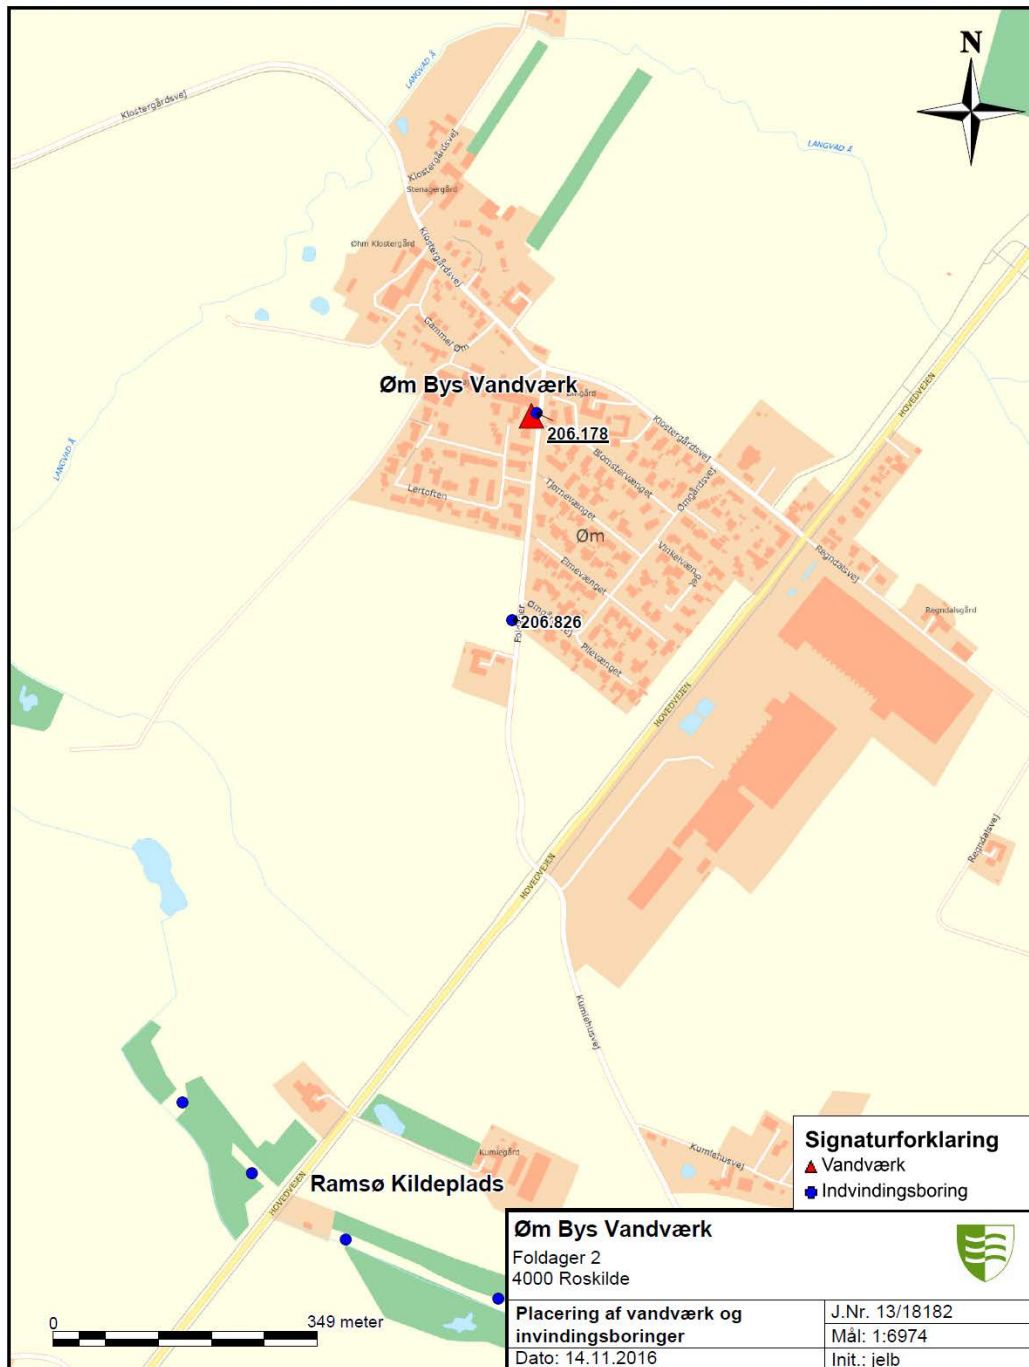 N
LANGVAD Å
Klostergårdsvej
LANGVAD Å
Klostergårdsvej
Stenagergård
Øhm Klostergård
Klostergårdsvej
Gammel Øm
HOVEDVEJEN
Øm Bys Vandværk
206.178
Klostergårdsvej
LANGVAD Å
Blomstervænget
Ømgårdsvej
Lertoften
Tjørnevænget
Øm
Vinkelvænget
Regndalsvej
Elmevænget
Regndalsgård
Foldager
206.826
Ømgårdsvej
Pilevænget
HOVEDVEJEN
Regndalsvej
HOVEDVEJEN
Kumlehusvej
Kumlegård
Kumlehusvej
Ramsø Kildeplads
HOVEDVEJEN
Signaturforklaring
Vandværk
Indvindingsboring
Øm Bys Vandværk
Foldager 2
4000 Roskilde
Placering af vandværk og
invindingsboringer
Dato: 14.11.2016
J.Nr. 13/18182
Mål: 1:6974
Init.: jelb
0 349 meter